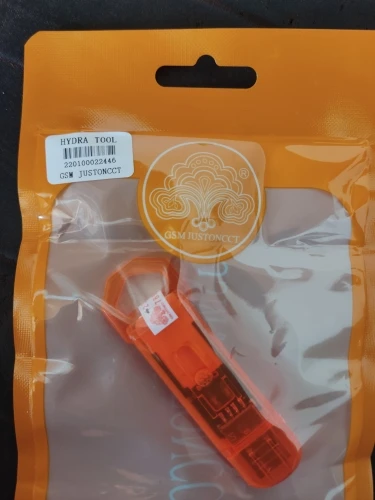 HYDRA TOOL
220100022446
GSM JUSTONCCT
®
GSM JUSTONCCT